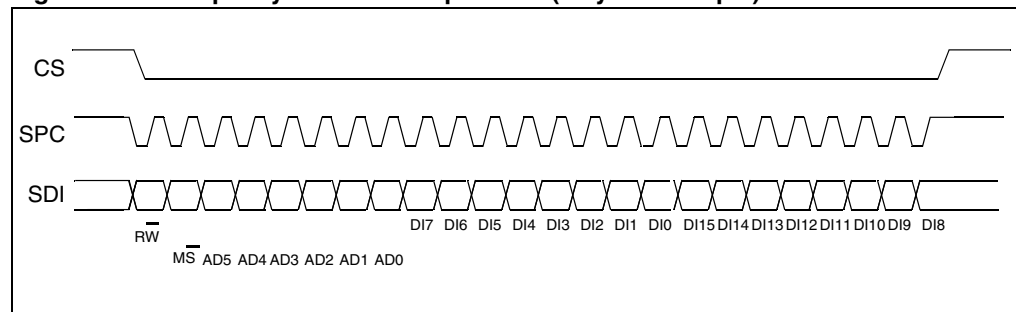 CS
SPC
SDI
DI7 DI6 DI5 DI4 DI3 DI2 DI1 DI0 DI15 DI14 DI13 DI12 DI11 DI10 DI9 DI8
RW
MS AD5 AD4 AD3 AD2 AD1 AD0